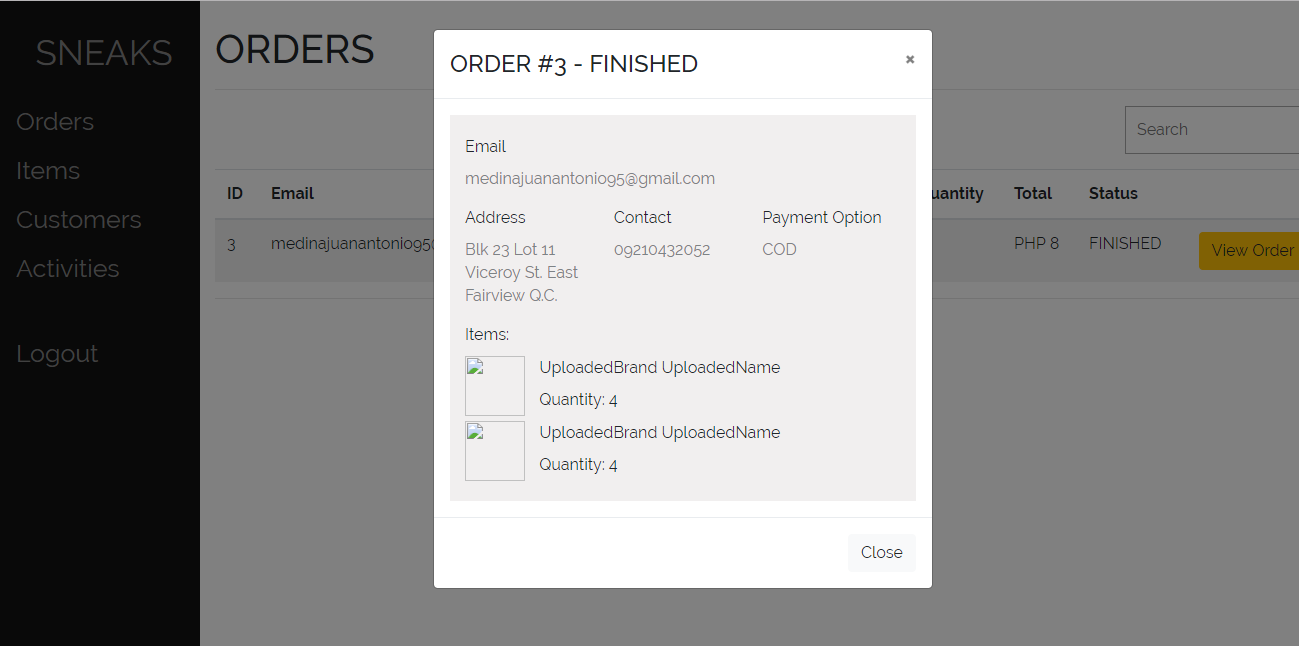 SNEAKS
Orders
Items
Customers
Activities
Logout
ORDERS
Search
ID Email uantity Total Status
3 medinajuanantonio95 PHP 8 FINISHED View Order
ORDER #3 - FINISHED
×
Email
medinajuanantonio95@gmail.com
Address Contact Payment Option
Blk 23 Lot 11 09210432052 COD
Viceroy St. East
Fairview Q.C.
Items:
UploadedBrand UploadedName
Quantity: 4
UploadedBrand UploadedName
Quantity: 4
Close